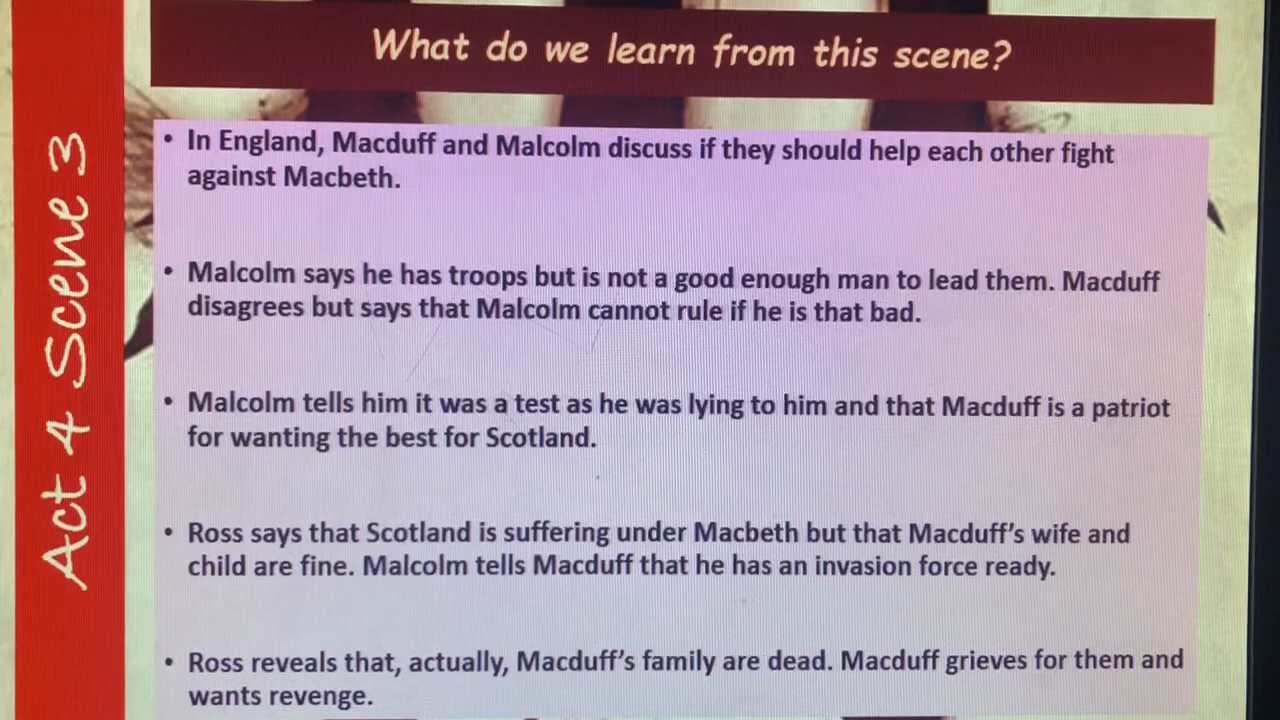 What do we learn from this scene?
Act 4 Scene 3
• In England, Macduff and Malcolm discuss if they should help each other fight
against Macbeth.
• Malcolm says he has troops but is not a good enough man to lead them. Macduff
disagrees but says that Malcolm cannot rule if he is that bad.
• Malcolm tells him it was a test as he was lying to him and that Macduff is a patriot
for wanting the best for Scotland.
• Ross says that Scotland is suffering under Macbeth but that Macduff’s wife and
child are fine. Malcolm tells Macduff that he has an invasion force ready.
• Ross reveals that, actually, Macduff’s family are dead. Macduff grieves for them and
wants revenge.